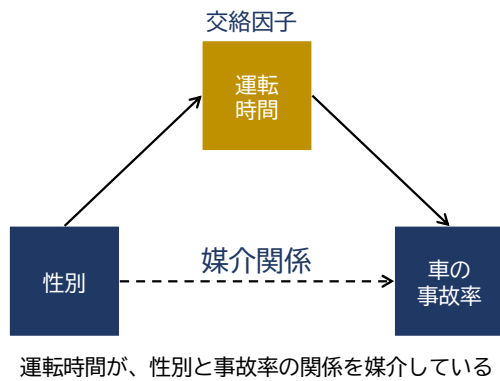 交絡因子
運転
時間
媒介関係
性別
車の
事故率
運転時間が、性別と事故率の関係を媒介している